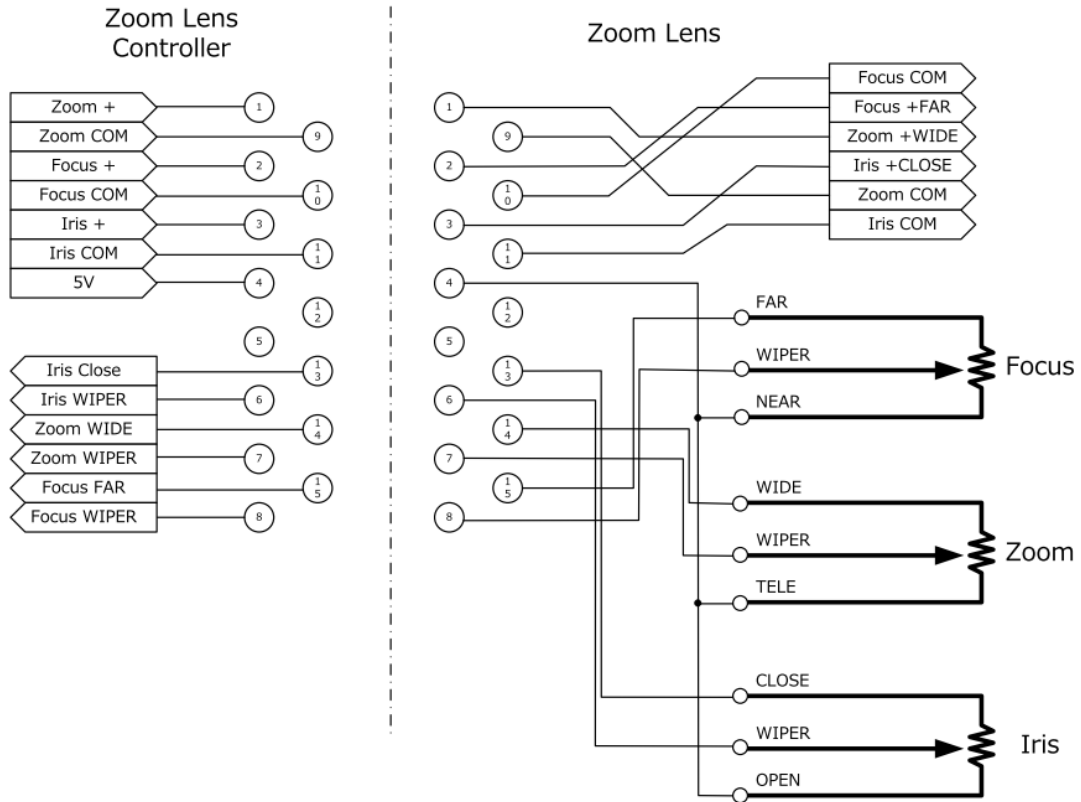 Zoom Lens
Controller
Zoom Lens
Zoom +
Zoom COM
Focus +
Focus COM
Iris +
Iris COM
5V
Iris Close
Iris WIPER
Zoom WIDE
Zoom WIPER
Focus FAR
Focus WIPER
1
9
2
10
3
11
4
12
5
13
6
14
7
15
8
1
9
2
10
3
11
4
12
5
13
6
14
7
15
8
Focus COM
Focus +FAR
Zoom +WIDE
Iris +CLOSE
Zoom COM
Iris COM
FAR
WIPER
NEAR
Focus
WIDE
WIPER
TELE
Zoom
CLOSE
WIPER
OPEN
Iris